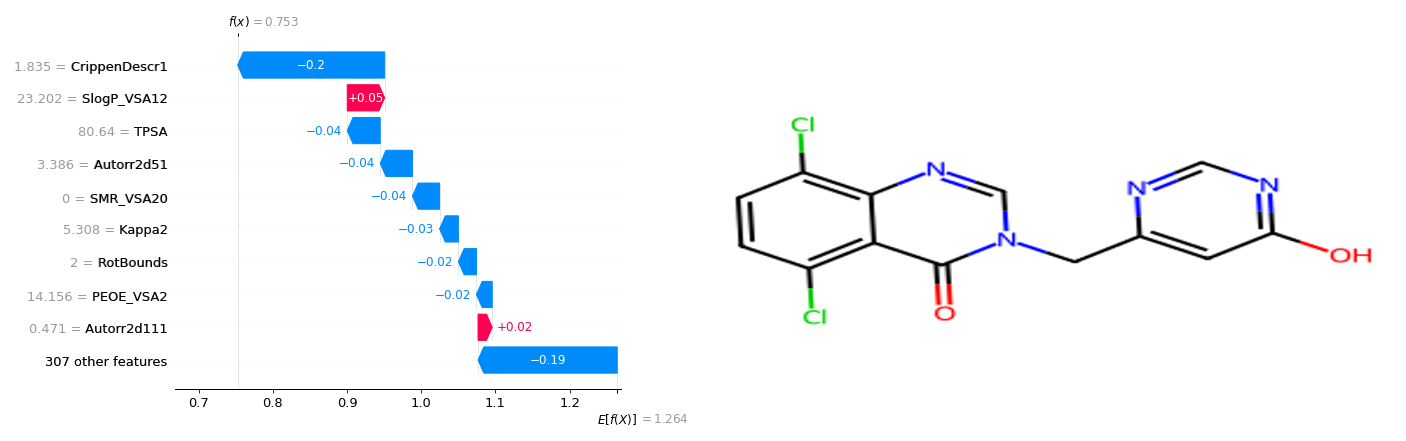 f(x) = 0.753
1.835 = CrippenDescr1
−0.2
23.202 = SlogP_VSA12
+0.05
80.64 = TPSA
−0.04
3.386 = Autorr2d51
−0.04
0 = SMR_VSA20
−0.04
5.308 = Kappa2
−0.03
2 = RotBounds
−0.02
14.156 = PEOE_VSA2
−0.02
0.471 = Autorr2d111
+0.02
307 other features
−0.19
0.7 0.8 0.9 1.0 1.1 1.2
E[f(X)] = 1.264
Cl
N
N
N
N
OH
O
Cl